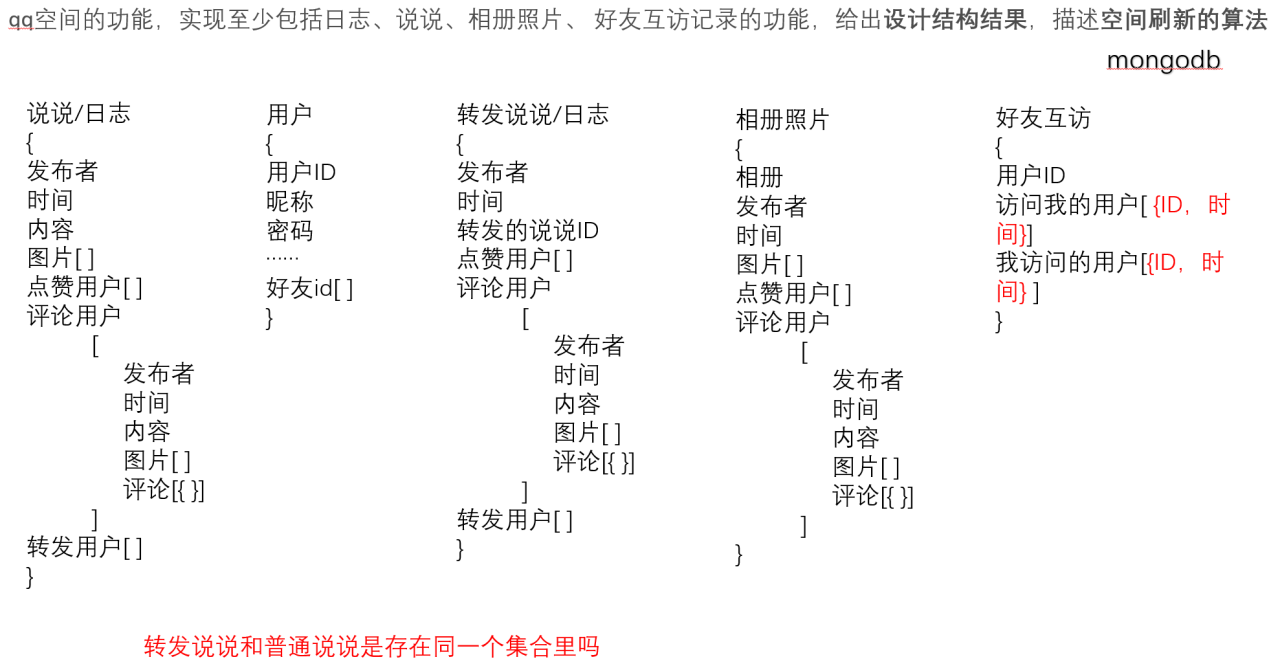 qq空间的功能，实现至少包括日志、说说、相册照片、 好友互访记录的功能，给出设计结构结果，描述空间刷新的算法
mongodb
说说/日志
{
发布者
时间
内容
图片[ ]
点赞用户[ ]
评论用户
[
发布者
时间
内容
图片[ ]
评论[{ }]
]
转发用户[ ]
}
用户
{
用户ID
昵称
密码
……
好友id[ ]
}
转发说说/日志
{
发布者
时间
转发的说说ID
点赞用户[ ]
评论用户
[
发布者
时间
内容
图片[ ]
评论[{ }]
]
转发用户[ ]
}
相册照片
{
相册
发布者
时间
图片[ ]
点赞用户[ ]
评论用户
[
发布者
时间
内容
图片[ ]
评论[{ }]
]
}
好友互访
{
用户ID
访问我的用户[ {ID，时
间}]
我访问的用户[{ID，时
间} ]
}
转发说说和普通说说是存在同一个集合里吗